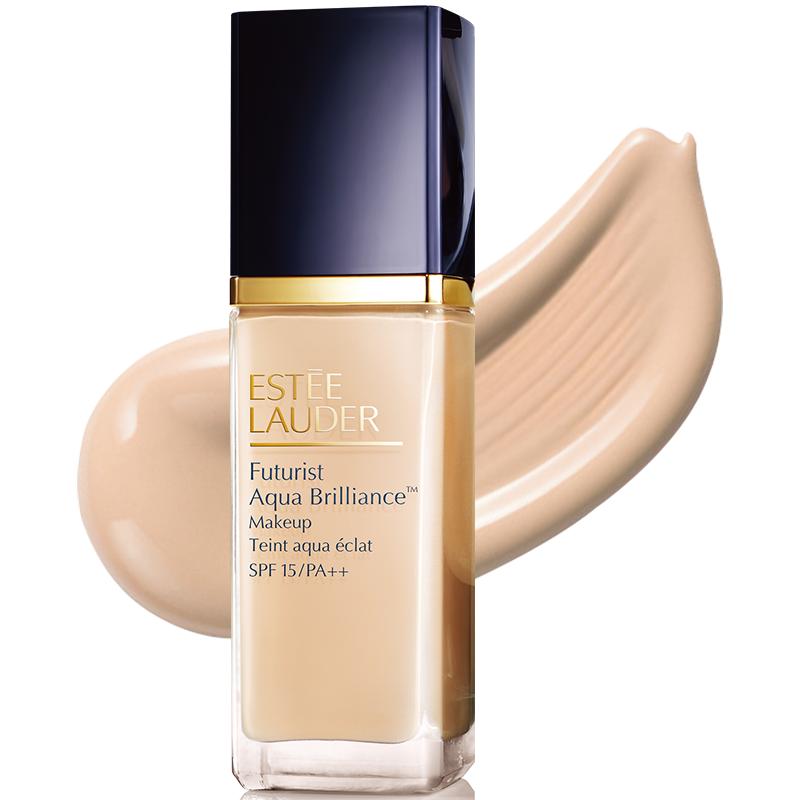 ESTĒE
LAUDER
Futurist
Aqua Brilliance™
Makeup
Teint aqua éclat
SPF 15/PA++